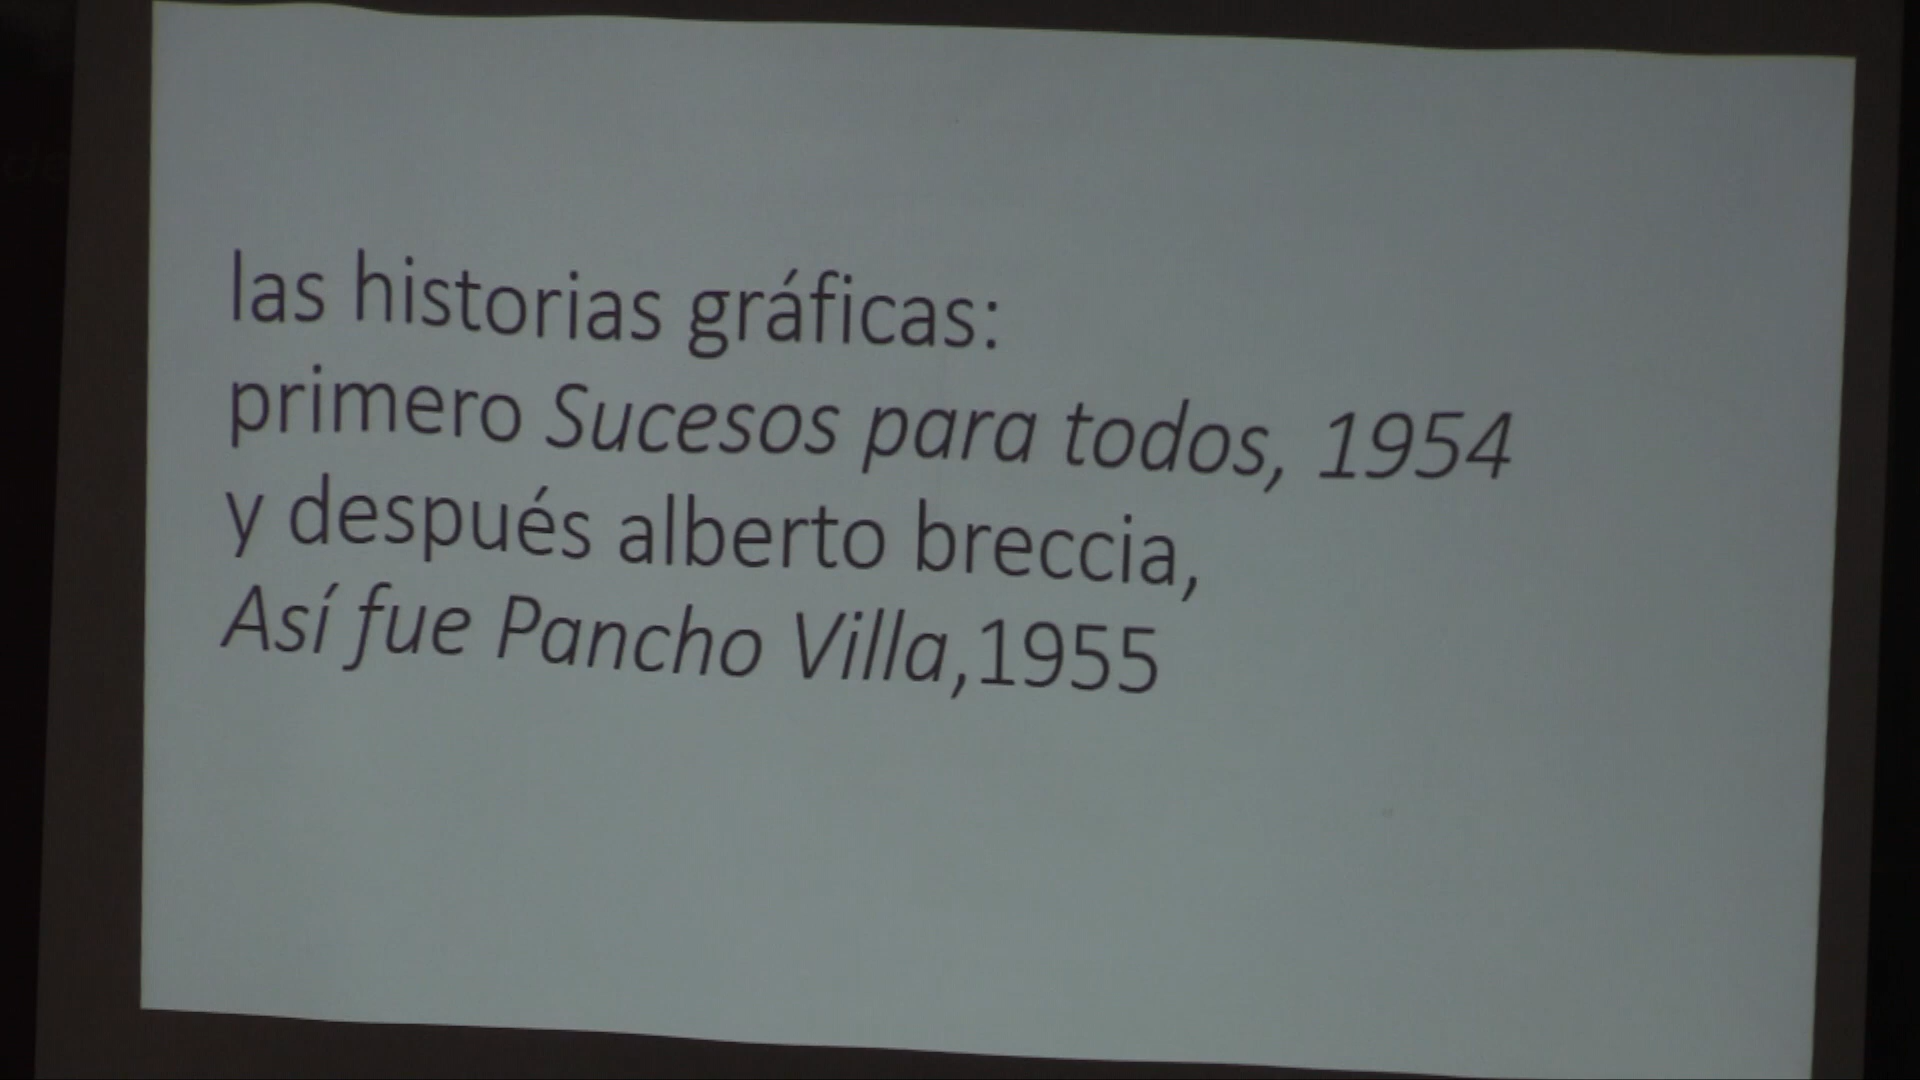 las historias gráficas:
primero Sucesos para todos, 1954
y después alberto breccia,
Así fue Pancho Villa,1955